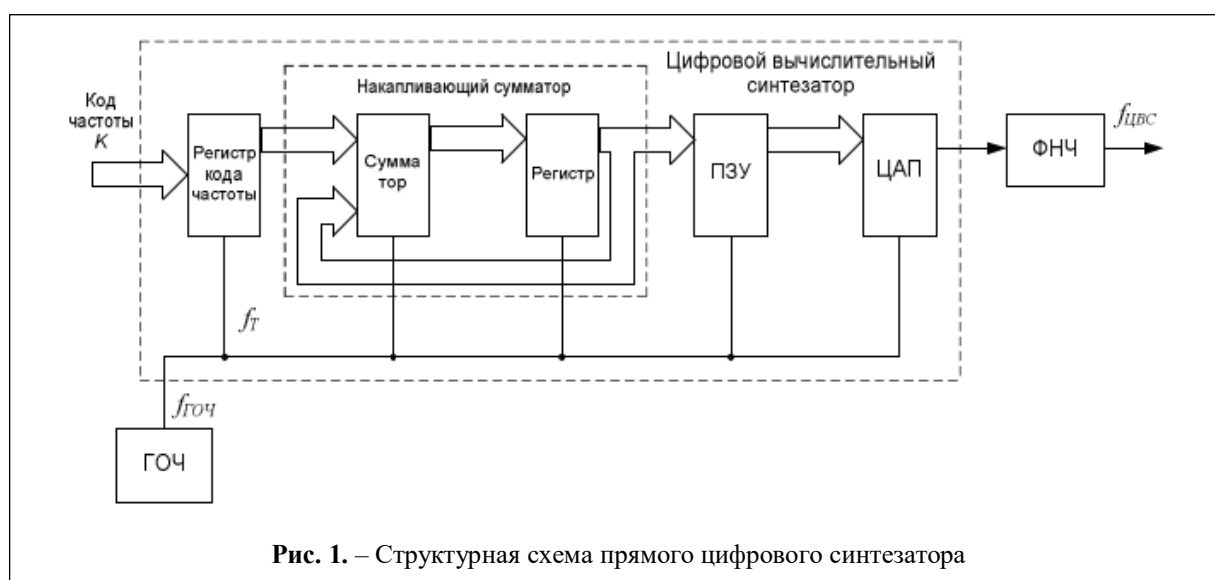 Цифровой вычислительный
синтезатор
Накапливающий сумматор
Код
частоты
K
Регистр
кода
частоты
Сумма
тор
Регистр
ПЗУ
ЦАП
ФНЧ
fЦВС
fТ
fГОЧ
ГОЧ
Рис. 1. – Структурная схема прямого цифрового синтезатора